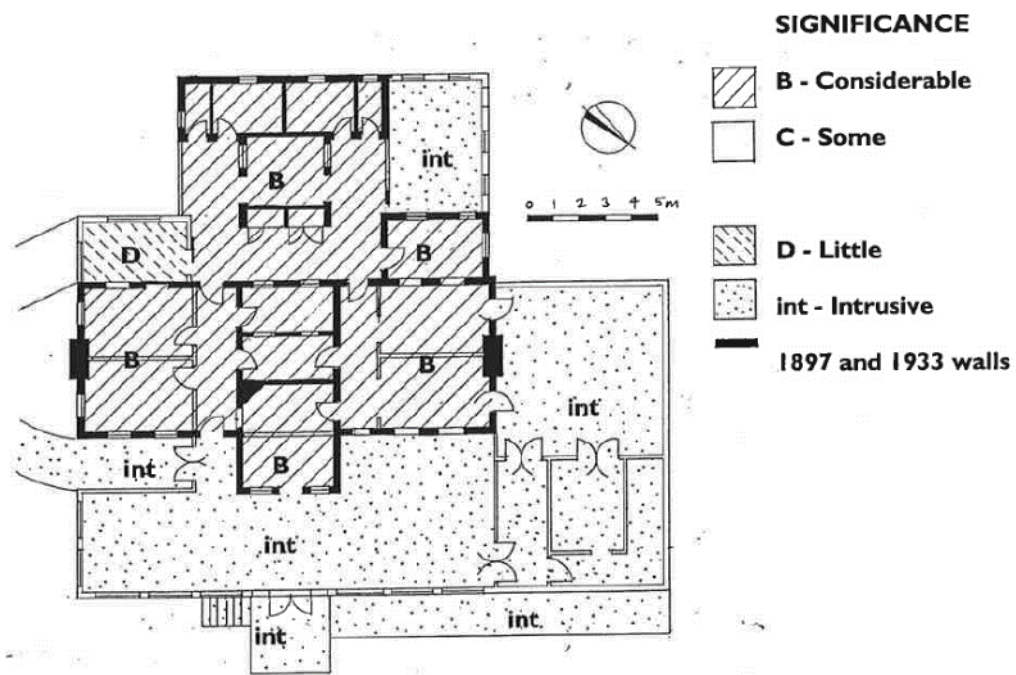 SIGNIFICANCE
B - Considerable
C - Some
D - Little
int - Intrusive
1897 and 1933 walls
0 1 2 3 4 5m
int
B
D
B
B
B
int
int
B
int
int
int